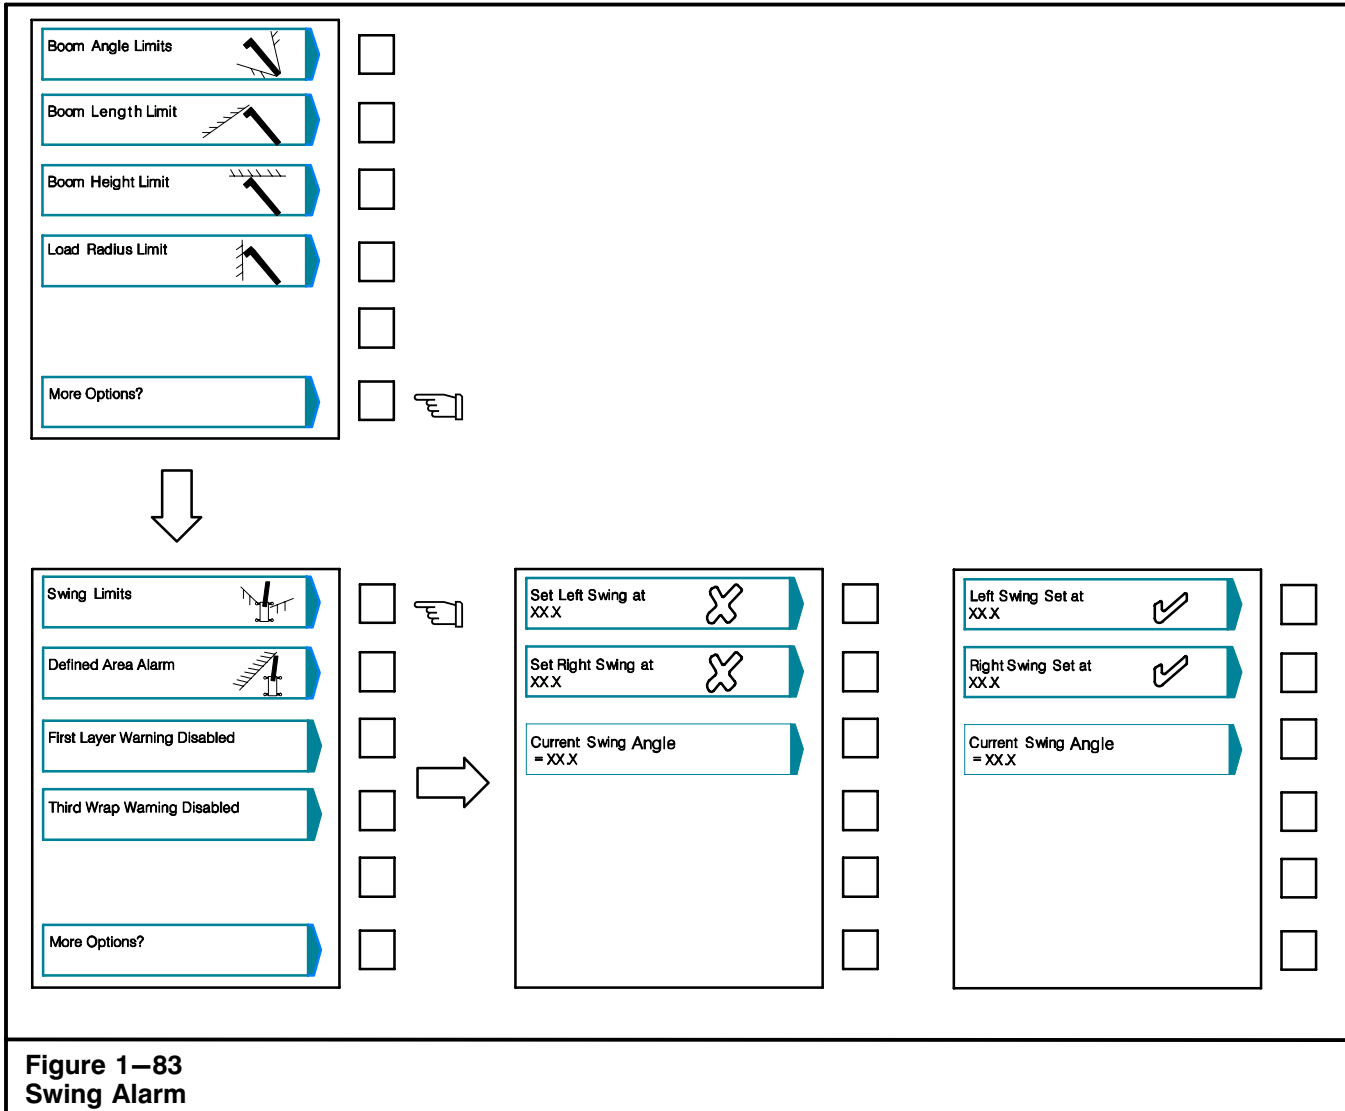 Boom Angle Limits
Boom Length Limit
Boom Height Limit
Load Radius Limit
More Options?
Swing Limits
Defined Area Alarm
First Layer Warning Disabled
Third Wrap Warning Disabled
More Options?
Set Left Swing at
XX.X
Set Right Swing at
XX.X
Current Swing Angle
= XX.X
Left Swing Set at
XX.X
Right Swing Set at
XX.X
Current Swing Angle
= XX.X
Figure 1–83
Swing Alarm